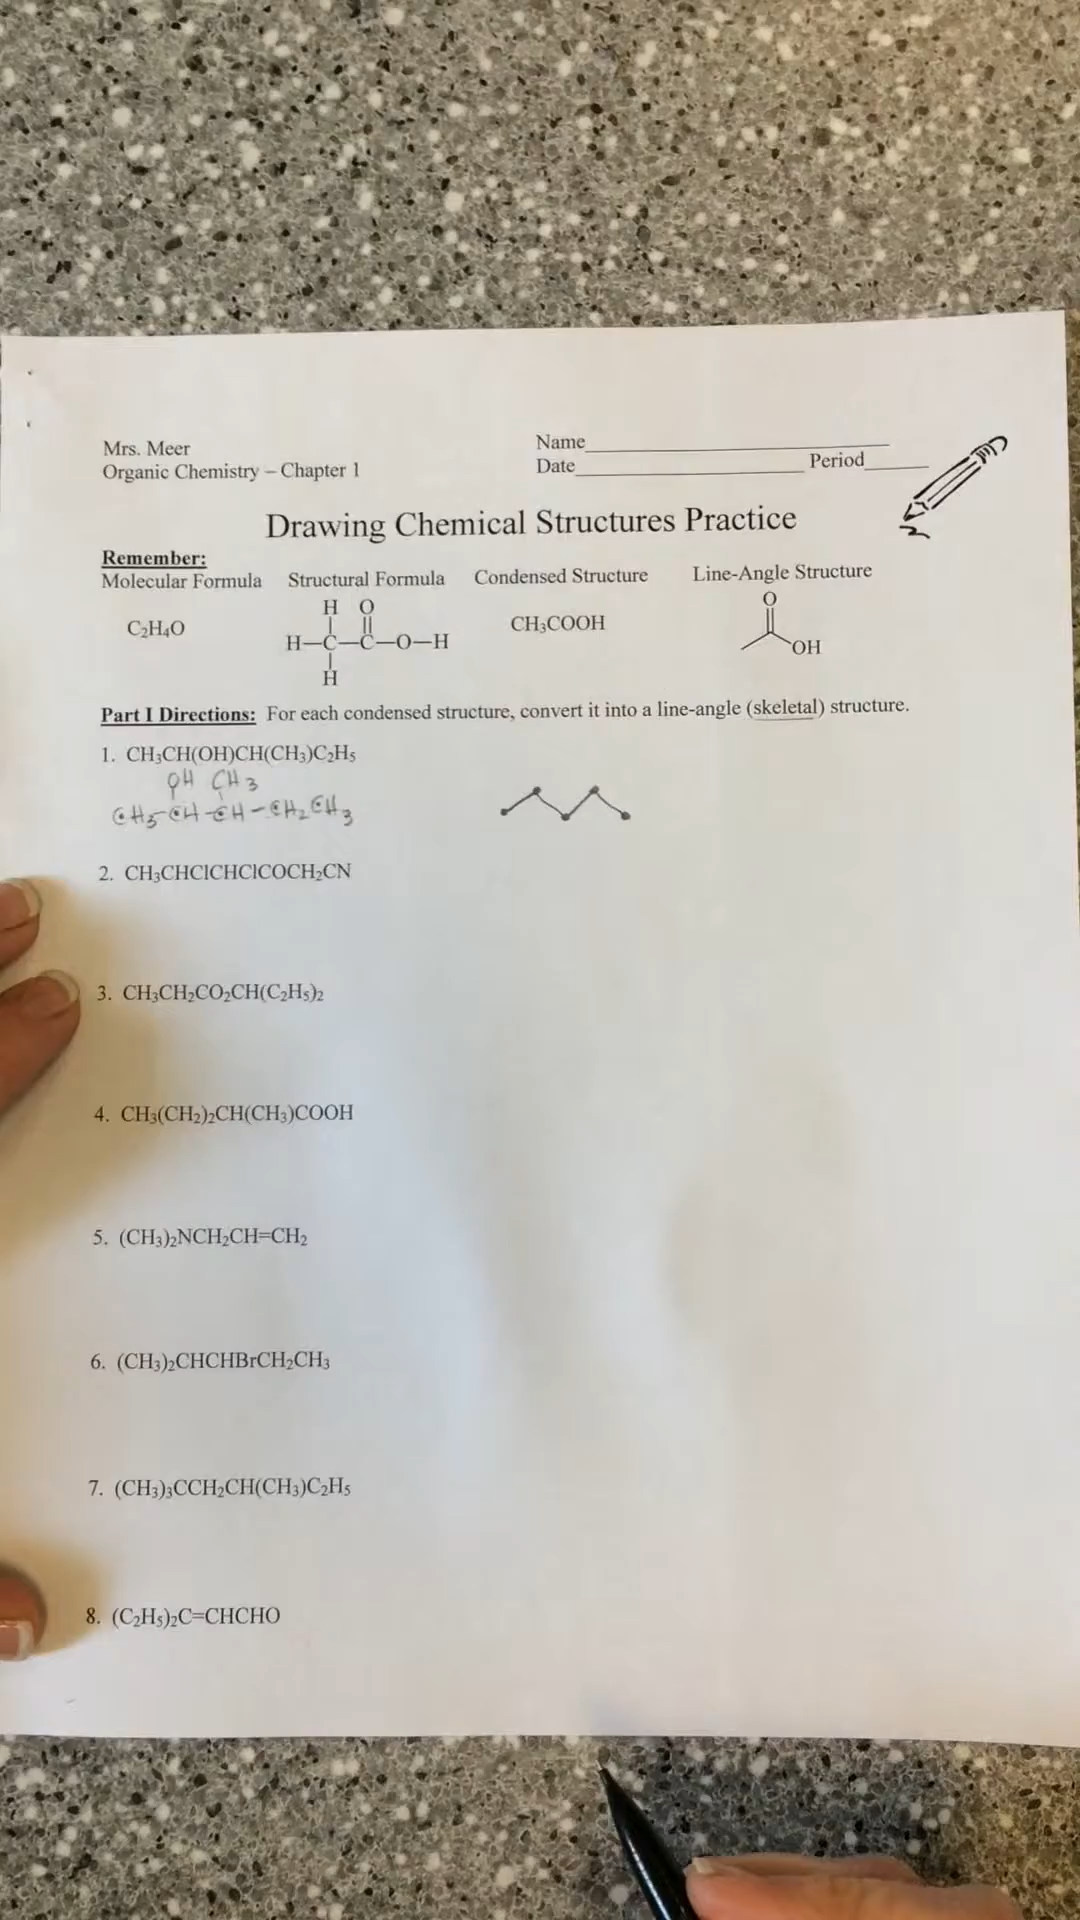 Mrs. Meer
Organic Chemistry – Chapter 1
Name
Date
Period
Drawing Chemical Structures Practice
Remember:
Molecular Formula Structural Formula Condensed Structure Line-Angle Structure
C₂H₄O
H O
H—C—C—O—H
H
CH₃COOH
O
OH
Part I Directions: For each condensed structure, convert it into a line-angle (skeletal) structure.
1. CH₃CH(OH)CH(CH₃)C₂H₅
OH CH₃
CH₃-CH-CH-CH₂CH₃
2. CH₃CHClCHClCOCH₂CN
3. CH₃CH₂CO₂CH(C₂H₅)₂
4. CH₃(CH₂)₂CH(CH₃)COOH
5. (CH₃)₂NCH₂CH=CH₂
6. (CH₃)₂CHCHBrCH₂CH₃
7. (CH₃)₃CCH₂CH(CH₃)C₂H₅
8. (C₂H₅)₂C=CHCHO